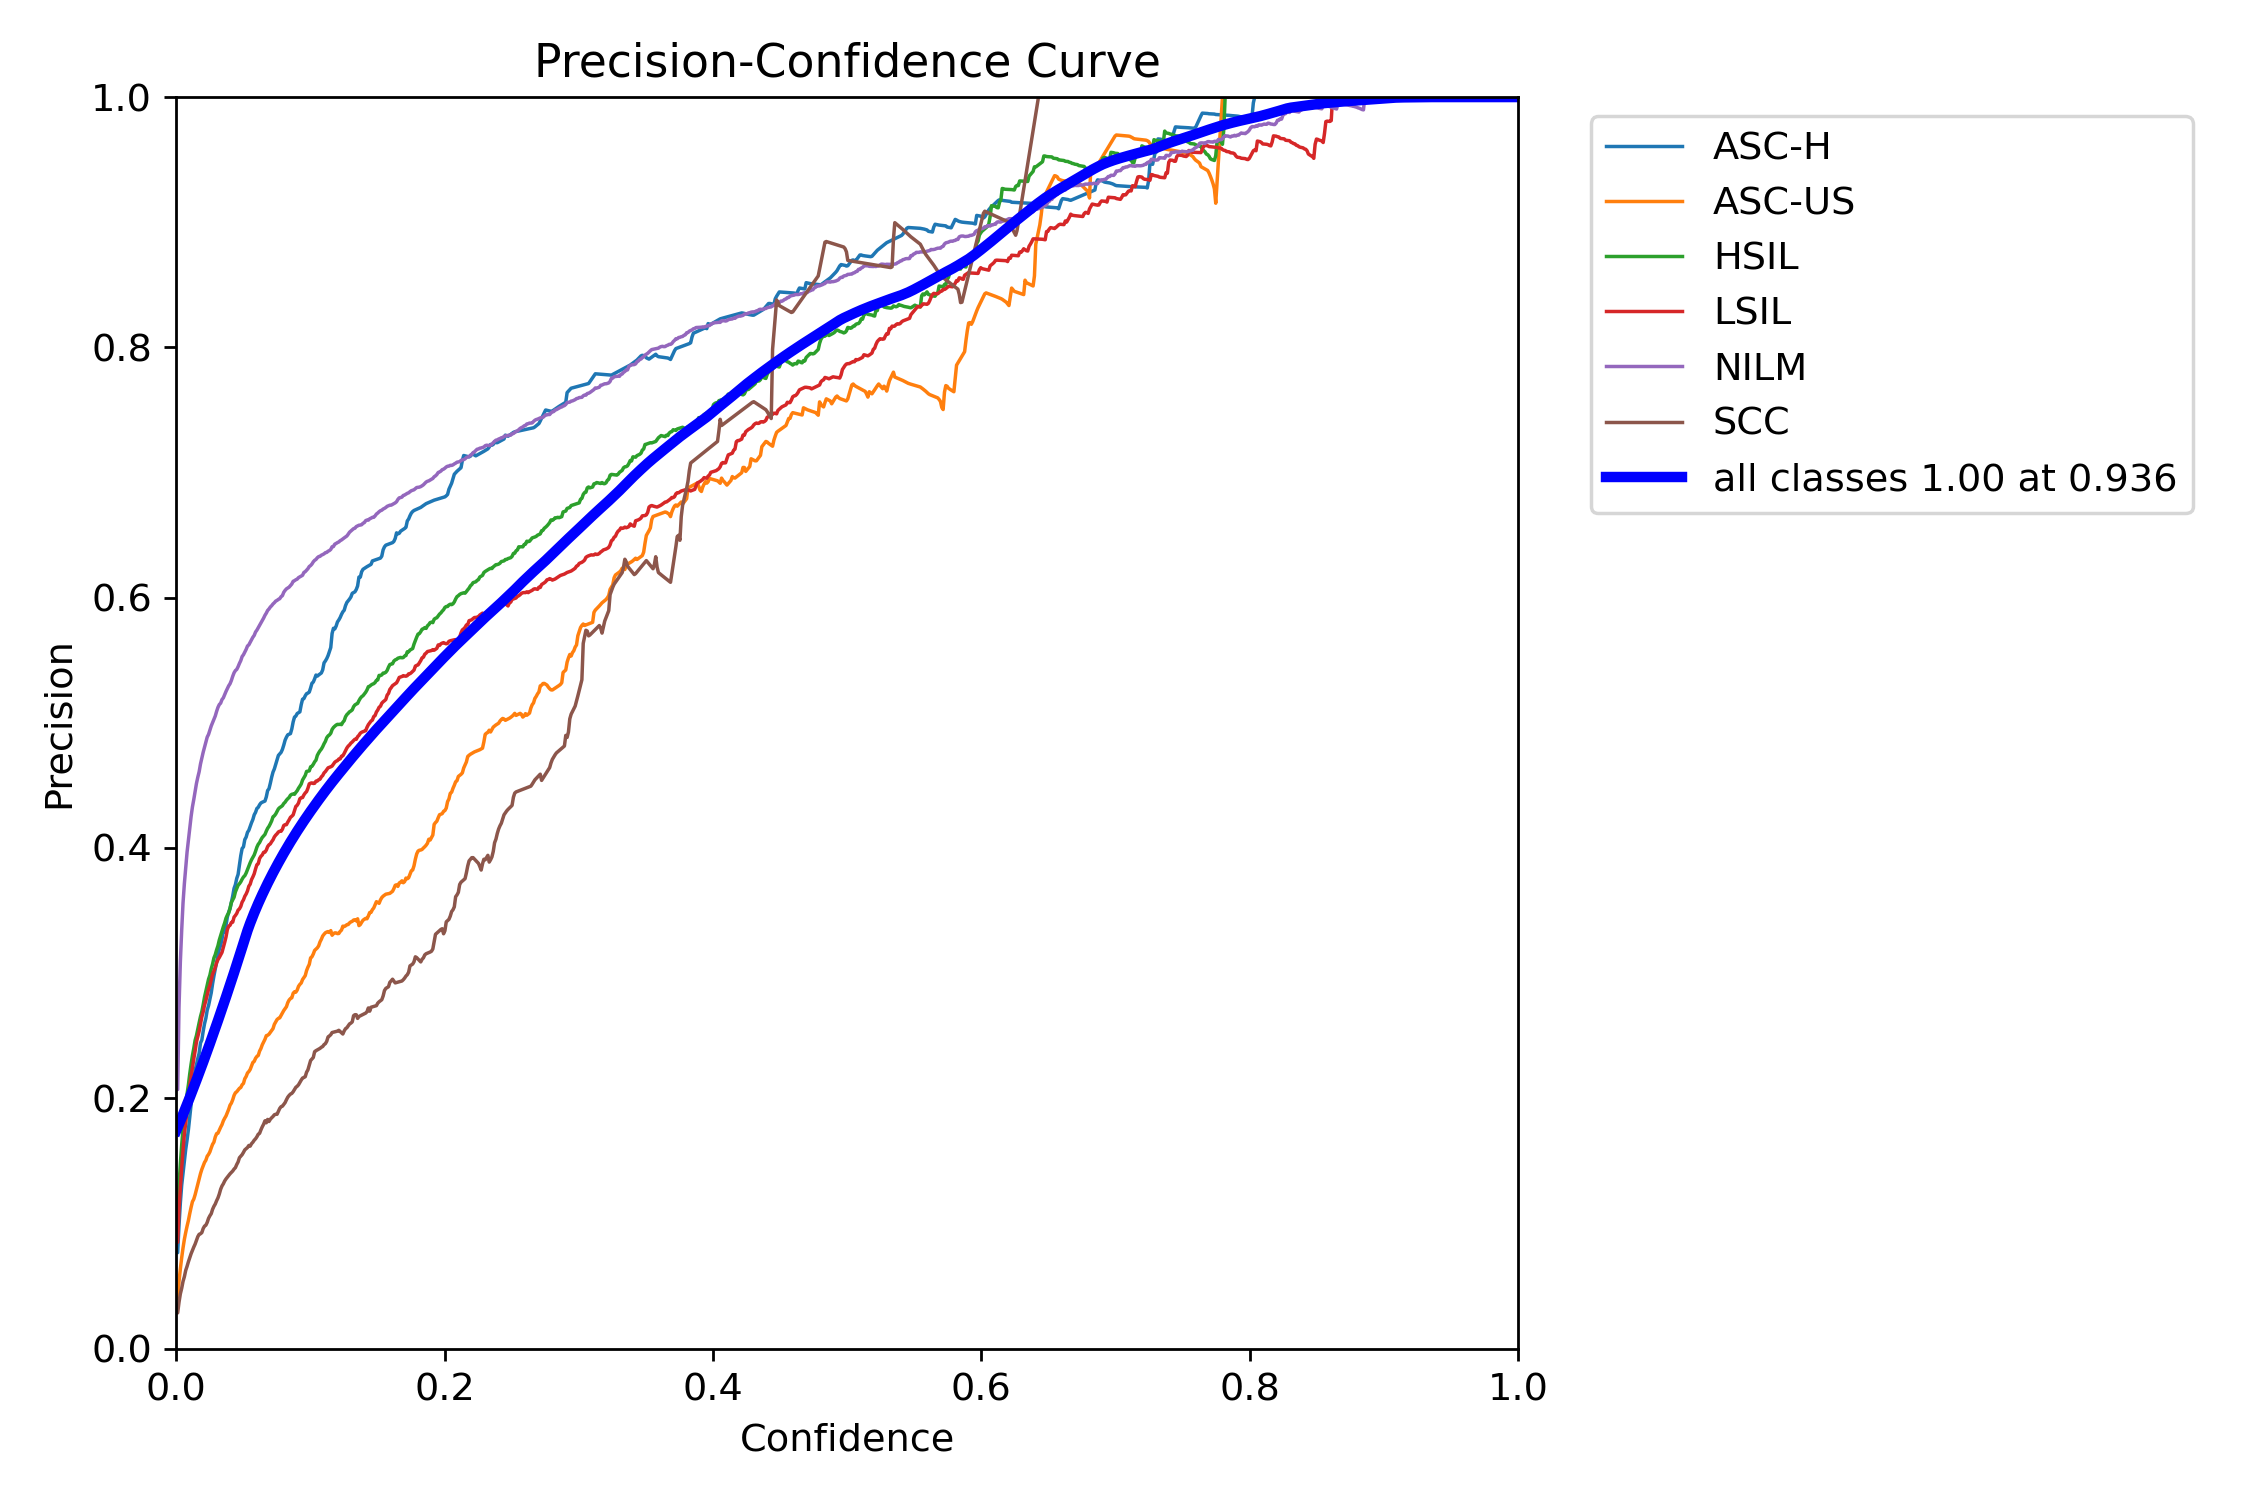 Precision-Confidence Curve
1.0
0.8
0.6
0.4
0.2
0.0
Precision
0.0 0.2 0.4 0.6 0.8 1.0
Confidence
ASC-H
ASC-US
HSIL
LSIL
NILM
SCC
all classes 1.00 at 0.936